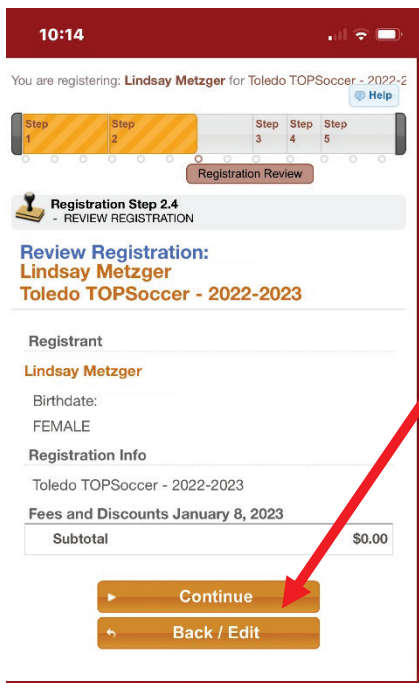 10:14
You are registering: Lindsay Metzger for Toledo TOPSoccer - 2022-2
Help
Step 1
Step 2
Step 3
Step 4
Step 5
Registration Review
Registration Step 2.4
- REVIEW REGISTRATION
Review Registration:
Lindsay Metzger
Toledo TOPSoccer - 2022-2023
Registrant
Lindsay Metzger
Birthdate:
FEMALE
Registration Info
Toledo TOPSoccer - 2022-2023
Fees and Discounts January 8, 2023
Subtotal $0.00
Continue
Back / Edit